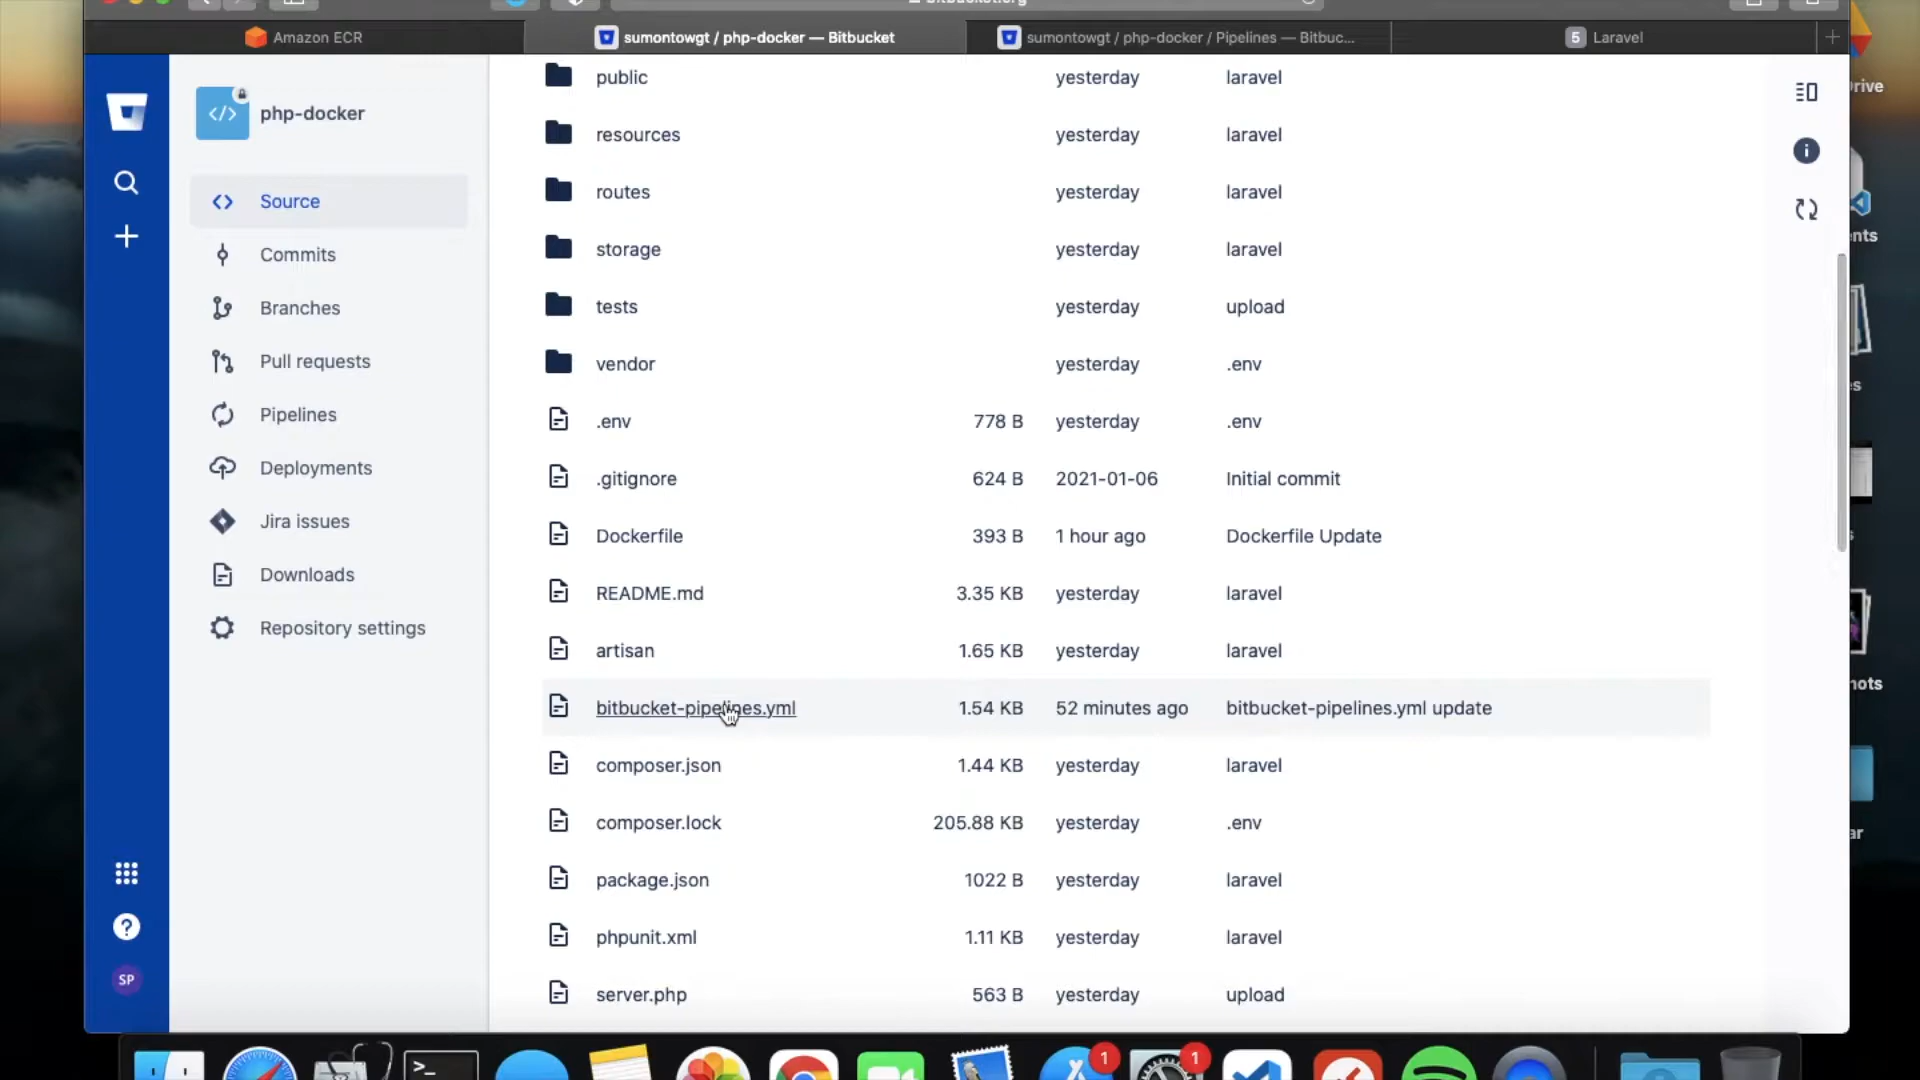 Amazon ECR
sumontowgt / php-docker — Bitbucket
sumontowgt / php-docker / Pipelines — Bitbuc...
5 Laravel
php-docker
Source
Commits
Branches
Pull requests
Pipelines
Deployments
Jira issues
Downloads
Repository settings
SP
public yesterday laravel
resources yesterday laravel
routes yesterday laravel
storage yesterday laravel
tests yesterday upload
vendor yesterday .env
.env 778 B yesterday .env
.gitignore 624 B 2021-01-06 Initial commit
Dockerfile 393 B 1 hour ago Dockerfile Update
README.md 3.35 KB yesterday laravel
artisan 1.65 KB yesterday laravel
bitbucket-pipelines.yml 1.54 KB 52 minutes ago bitbucket-pipelines.yml update
composer.json 1.44 KB yesterday laravel
composer.lock 205.88 KB yesterday .env
package.json 1022 B yesterday laravel
phpunit.xml 1.11 KB yesterday laravel
server.php 563 B yesterday upload
1
1